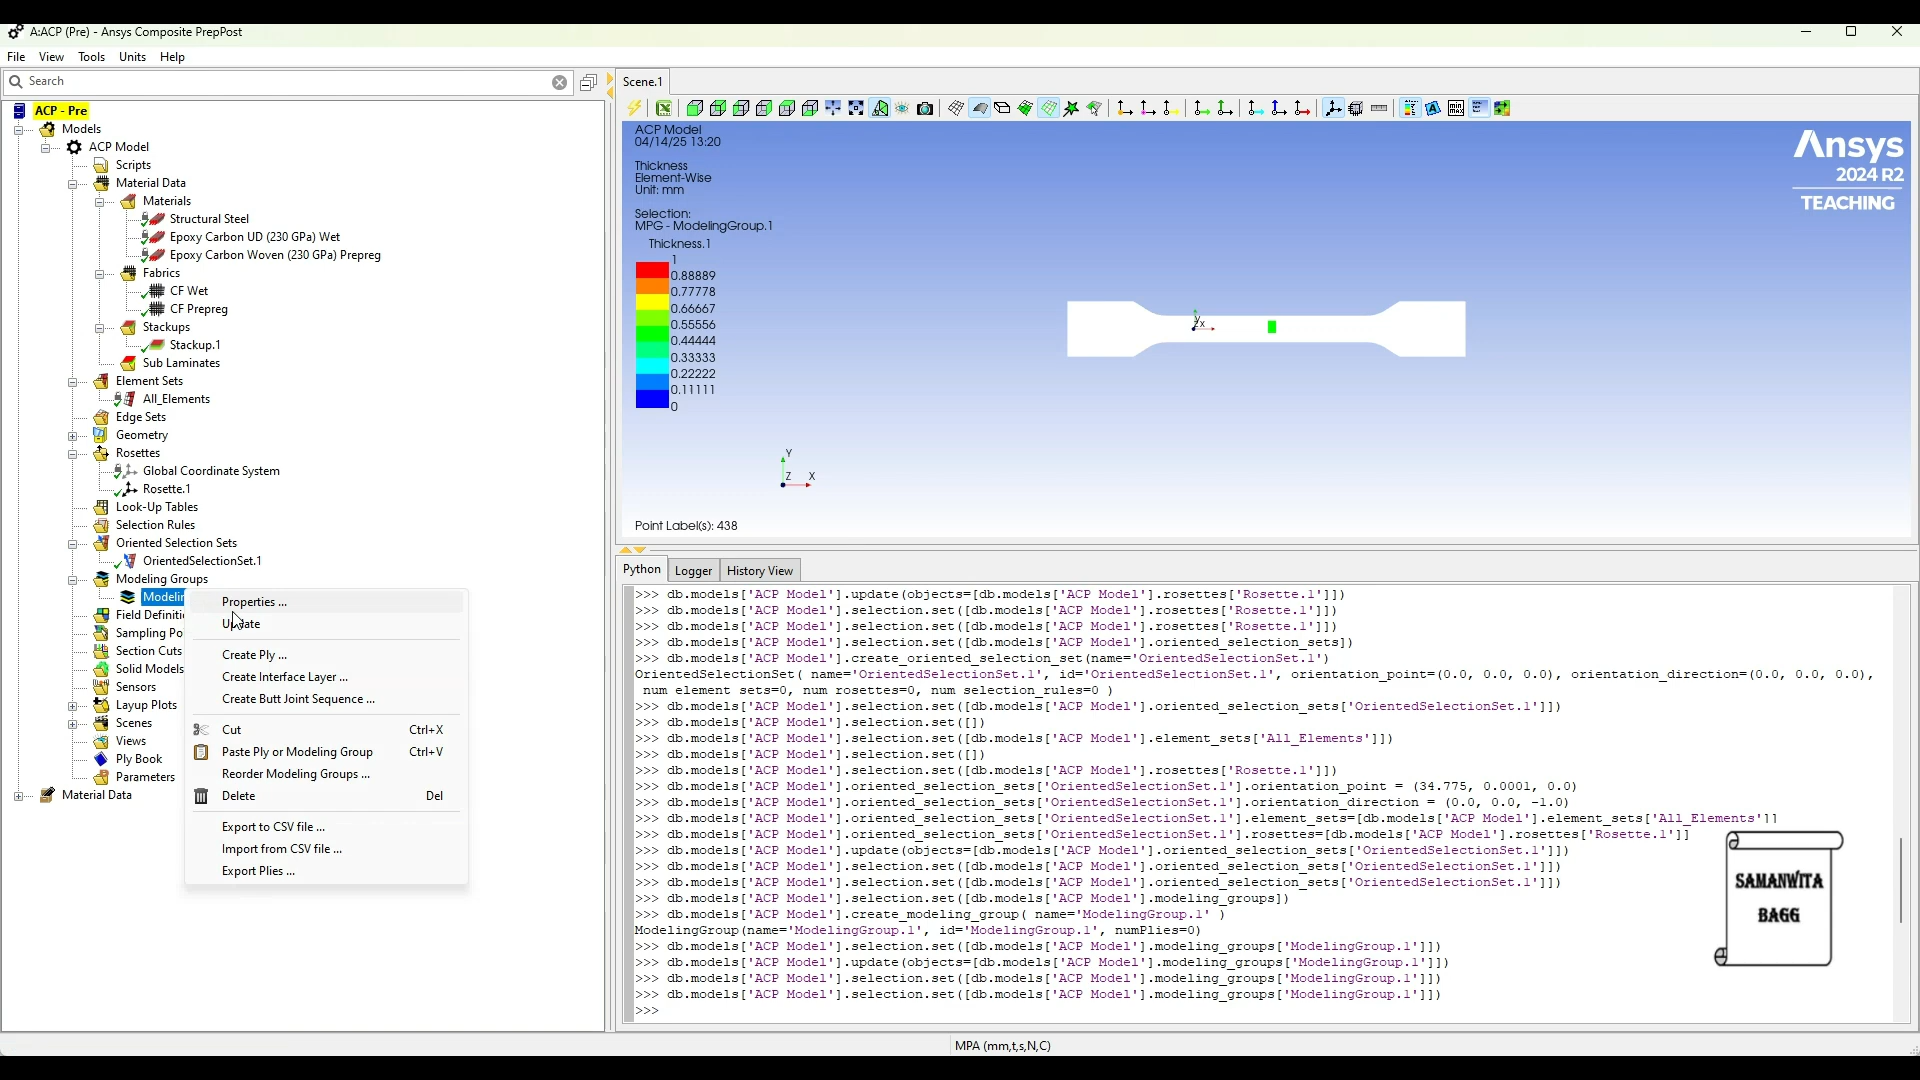 A:ACP (Pre) - Ansys Composite PrepPost
File View Tools Units Help
Search
ACP - Pre
Models
ACP Model
Scripts
Material Data
Materials
Structural Steel
Epoxy Carbon UD (230 GPa) Wet
Epoxy Carbon Woven (230 GPa) Prepreg
Fabrics
CF Wet
CF Prepreg
Stackups
Stackup.1
Sub Laminates
Element Sets
All_Elements
Edge Sets
Geometry
Rosettes
Global Coordinate System
Rosette.1
Look-Up Tables
Selection Rules
Oriented Selection Sets
OrientedSelectionSet.1
Modeling Groups
Modelin
Field Definitio
Sampling Po
Section Cuts
Solid Models
Sensors
Layup Plots
Scenes
Views
Ply Book
Parameters
Material Data
Properties ...
Update
Create Ply ...
Create Interface Layer ...
Create Butt Joint Sequence ...
Cut Ctrl+X
Paste Ply or Modeling Group Ctrl+V
Reorder Modeling Groups ...
Delete Del
Export to CSV file ...
Import from CSV file ...
Export Plies ...
Scene.1
ACP Model
04/14/25 13:20
Thickness
Element-Wise
Unit: mm
Selection:
MPG - ModelingGroup.1
Thickness.1
1
0.88889
0.77778
0.66667
0.55556
0.44444
0.33333
0.22222
0.11111
0
Y
Z X
Point Label(s): 438
Ansys
2024 R2
TEACHING
Python Logger History View
>>> db.models['ACP Model'].update(objects=[db.models['ACP Model'].rosettes['Rosette.1']])
>>> db.models['ACP Model'].selection.set([db.models['ACP Model'].rosettes['Rosette.1']])
>>> db.models['ACP Model'].selection.set([db.models['ACP Model'].rosettes['Rosette.1']])
>>> db.models['ACP Model'].selection.set([db.models['ACP Model'].oriented_selection_sets])
>>> db.models['ACP Model'].create_oriented_selection_set(name='OrientedSelectionSet.1')
OrientedSelectionSet( name='OrientedSelectionSet.1', id='OrientedSelectionSet.1', orientation_point=(0.0, 0.0, 0.0), orientation_direction=(0.0, 0.0, 0.0),
num element sets=0, num rosettes=0, num selection_rules=0 )
>>> db.models['ACP Model'].selection.set([db.models['ACP Model'].oriented_selection_sets['OrientedSelectionSet.1']])
>>> db.models['ACP Model'].selection.set([])
>>> db.models['ACP Model'].selection.set([db.models['ACP Model'].element_sets['All_Elements']])
>>> db.models['ACP Model'].selection.set([])
>>> db.models['ACP Model'].selection.set([db.models['ACP Model'].rosettes['Rosette.1']])
>>> db.models['ACP Model'].oriented_selection_sets['OrientedSelectionSet.1'].orientation_point = (34.775, 0.0001, 0.0)
>>> db.models['ACP Model'].oriented_selection_sets['OrientedSelectionSet.1'].orientation_direction = (0.0, 0.0, -1.0)
>>> db.models['ACP Model'].oriented_selection_sets['OrientedSelectionSet.1'].element_sets=[db.models['ACP Model'].element_sets['All_Elements']]
>>> db.models['ACP Model'].oriented_selection_sets['OrientedSelectionSet.1'].rosettes=[db.models['ACP Model'].rosettes['Rosette.1']]
>>> db.models['ACP Model'].update(objects=[db.models['ACP Model'].oriented_selection_sets['OrientedSelectionSet.1']])
>>> db.models['ACP Model'].selection.set([db.models['ACP Model'].oriented_selection_sets['OrientedSelectionSet.1']])
>>> db.models['ACP Model'].selection.set([db.models['ACP Model'].oriented_selection_sets['OrientedSelectionSet.1']])
>>> db.models['ACP Model'].selection.set([db.models['ACP Model'].modeling_groups])
>>> db.models['ACP Model'].create_modeling_group( name='ModelingGroup.1' )
ModelingGroup(name='ModelingGroup.1', id='ModelingGroup.1', numPlies=0)
>>> db.models['ACP Model'].selection.set([db.models['ACP Model'].modeling_groups['ModelingGroup.1']])
>>> db.models['ACP Model'].update(objects=[db.models['ACP Model'].modeling_groups['ModelingGroup.1']])
>>> db.models['ACP Model'].selection.set([db.models['ACP Model'].modeling_groups['ModelingGroup.1']])
>>> db.models['ACP Model'].selection.set([db.models['ACP Model'].modeling_groups['ModelingGroup.1']])
>>>
SAMANWITA
BAGG
MPA (mm,t,s,N,C)